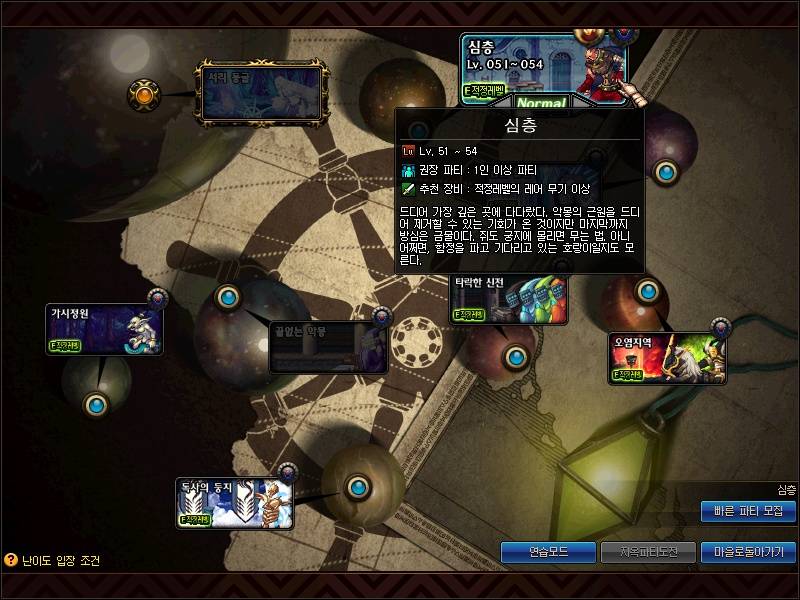 서리 동굴
심층
Lv. 051~054
E적정레벨
Normal
심층
Lv. 51 ~ 54
권장 파티 : 1인 이상 파티
추천 장비 : 적정레벨의 레어 무기 이상
드디어 가장 깊은 곳에 다다랐다. 악몽의 근원을 드디
어 제거할 수 있는 기회가 온 것이지만 마지막까지
방심은 금물이다. 쥐도 궁지에 몰리면 무는 법. 아니
어쩌면, 함정을 파고 기다리고 있는 호랑이일지도 모
른다.
타락한 신전
E적정레벨
가시정원
E적정레벨
끝없는 악몽
오염지역
E적정레벨
독사의 둥지
E적정레벨
심층
빠른 파티 모집
연습모드
지옥파티도전
마을로돌아가기
? 난이도 입장 조건